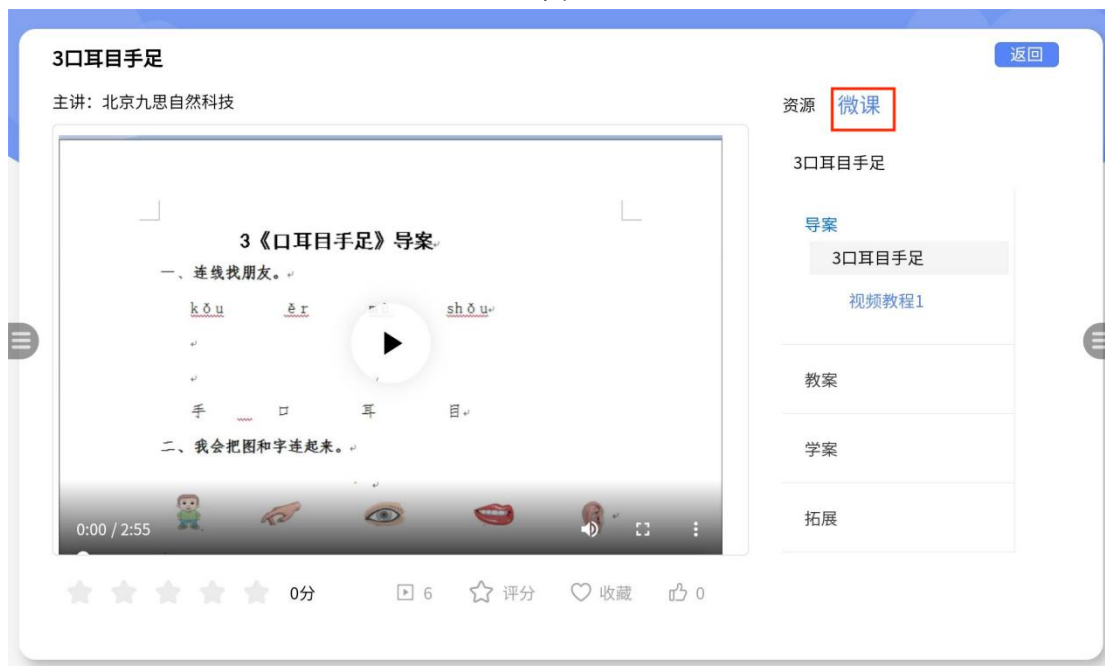 3口耳目手足
返回
主讲：北京九思自然科技
资源 微课
3口耳目手足
3《口耳目手足》导案
一、连线找朋友。
kǒu ěr shǒu
手 口 耳 目
二、我会把图和字连起来。
0:00 / 2:55
导案
3口耳目手足
视频教程1
教案
学案
拓展
0分 6 评分 收藏 0